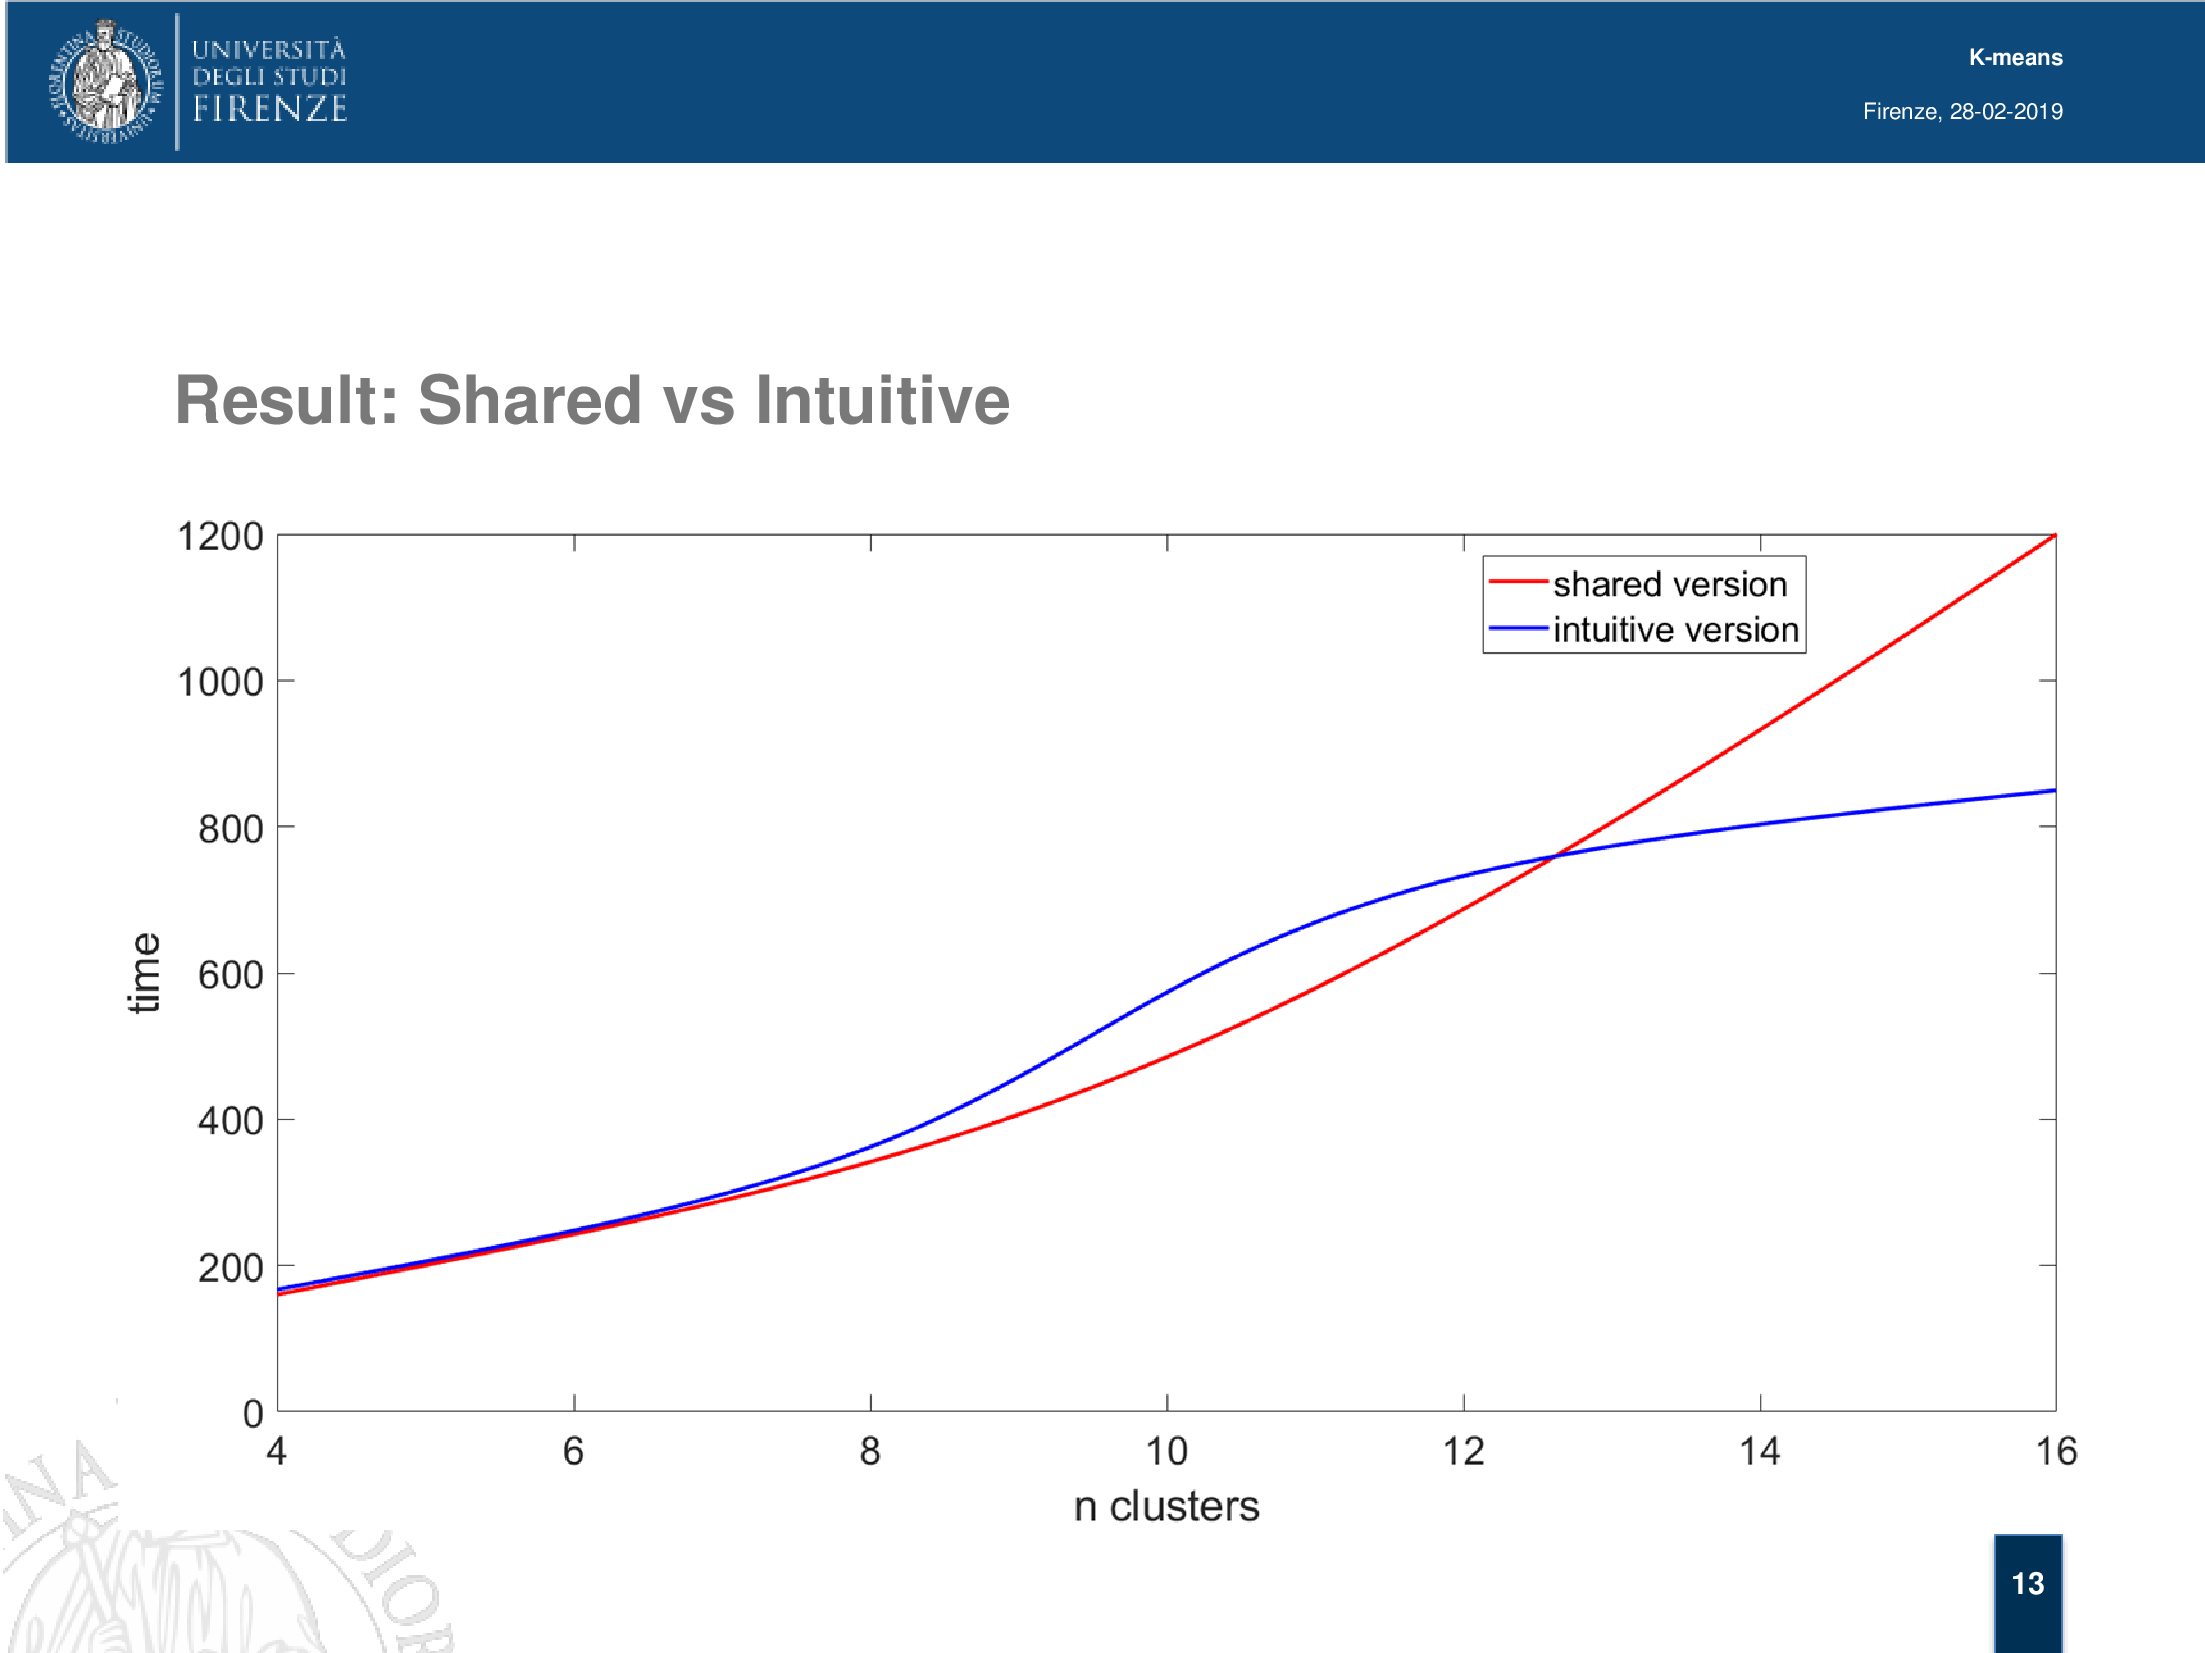 UNIVERSITÀ
DEGLI STUDI
FIRENZE
K-means
Firenze, 28-02-2019
Result: Shared vs Intuitive
1200
1000
800
600
400
200
0
time
shared version
intuitive version
4 6 8 10 12 14 16
n clusters
13